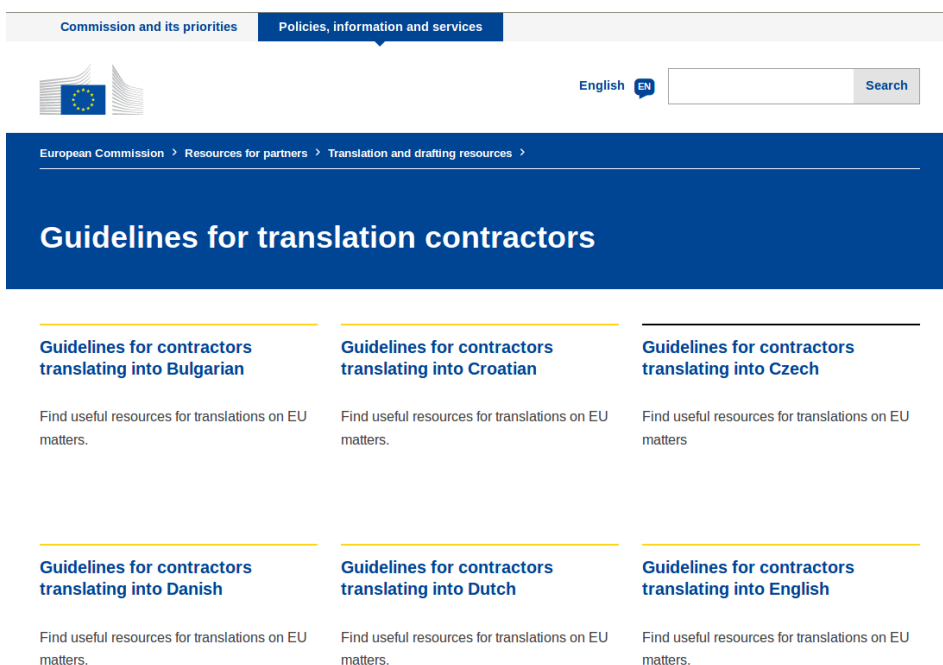 Commission and its priorities Policies, information and services
English EN Search
European Commission > Resources for partners > Translation and drafting resources >
Guidelines for translation contractors
Guidelines for contractors
translating into Bulgarian
Find useful resources for translations on EU
matters.
Guidelines for contractors
translating into Croatian
Find useful resources for translations on EU
matters.
Guidelines for contractors
translating into Czech
Find useful resources for translations on EU
matters
Guidelines for contractors
translating into Danish
Find useful resources for translations on EU
matters.
Guidelines for contractors
translating into Dutch
Find useful resources for translations on EU
matters.
Guidelines for contractors
translating into English
Find useful resources for translations on EU
matters.